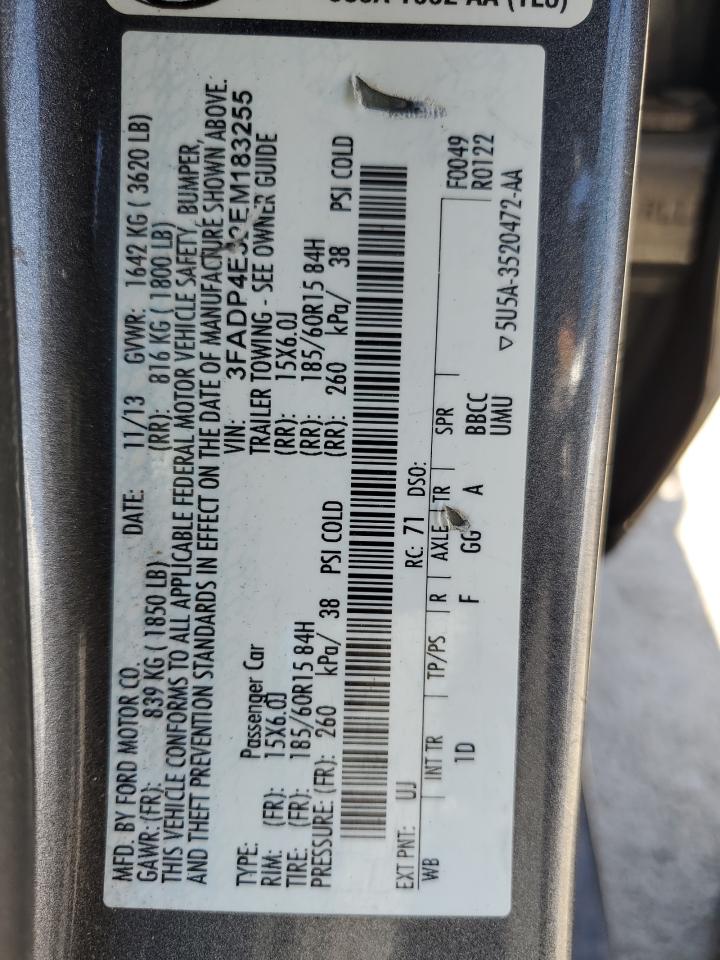 MFD. BY FORD MOTOR CO. DATE: 11/13 GVWR: 1642 KG ( 3620 LB)
GAWR: (FR): 839 KG ( 1850 LB) (RR): 816 KG ( 1800 LB)
THIS VEHICLE CONFORMS TO ALL APPLICABLE FEDERAL MOTOR VEHICLE SAFETY, BUMPER,
AND THEFT PREVENTION STANDARDS IN EFFECT ON THE DATE OF MANUFACTURE SHOWN ABOVE.
VIN:
TYPE: Passenger Car TRAILER TOWING - SEE OWNER GUIDE
RIM: (FR): 15X6.0J (RR): 15X6.0J
TIRE: (FR): 185/60R15 84H (RR): 185/60R15 84H
PRESSURE: (FR): 260 kPa/ 38 PSI COLD (RR): 260 kPa/ 38 PSI COLD
EXT PNT: UJ RC: 71 DSO: F0049
WB INT TR TP/PS R AXLE TR SPR R0122
1D F GG A BBCC
UMU ▽5U5A-3520472-AA